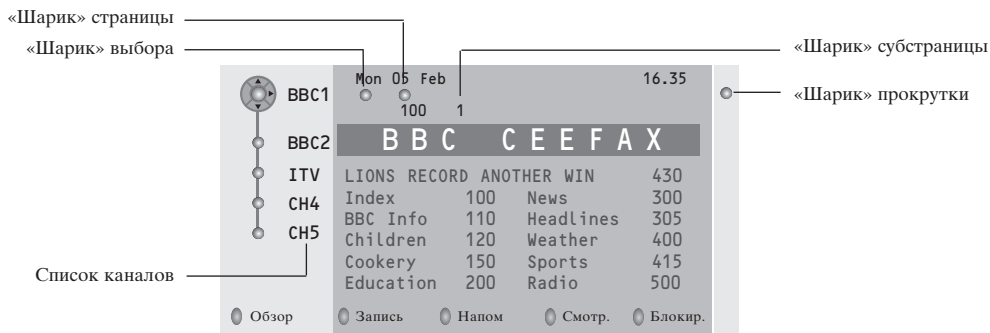 «Шарик» страницы
«Шарик» выбора
«Шарик» субстраницы
Mon 05 Feb 16.35
BBC1
«Шарик» прокрутки
100 1
BBC2
BBC CEEFAX
ITV
LIONS RECORD ANOTHER WIN 430
CH4
Index 100 News 300
BBC Info 110 Headlines 305
CH5
Children 120 Weather 400
Cookery 150 Sports 415
Список каналов
Education 200 Radio 500
Обзор Запись Напом Смотр. Блокир.